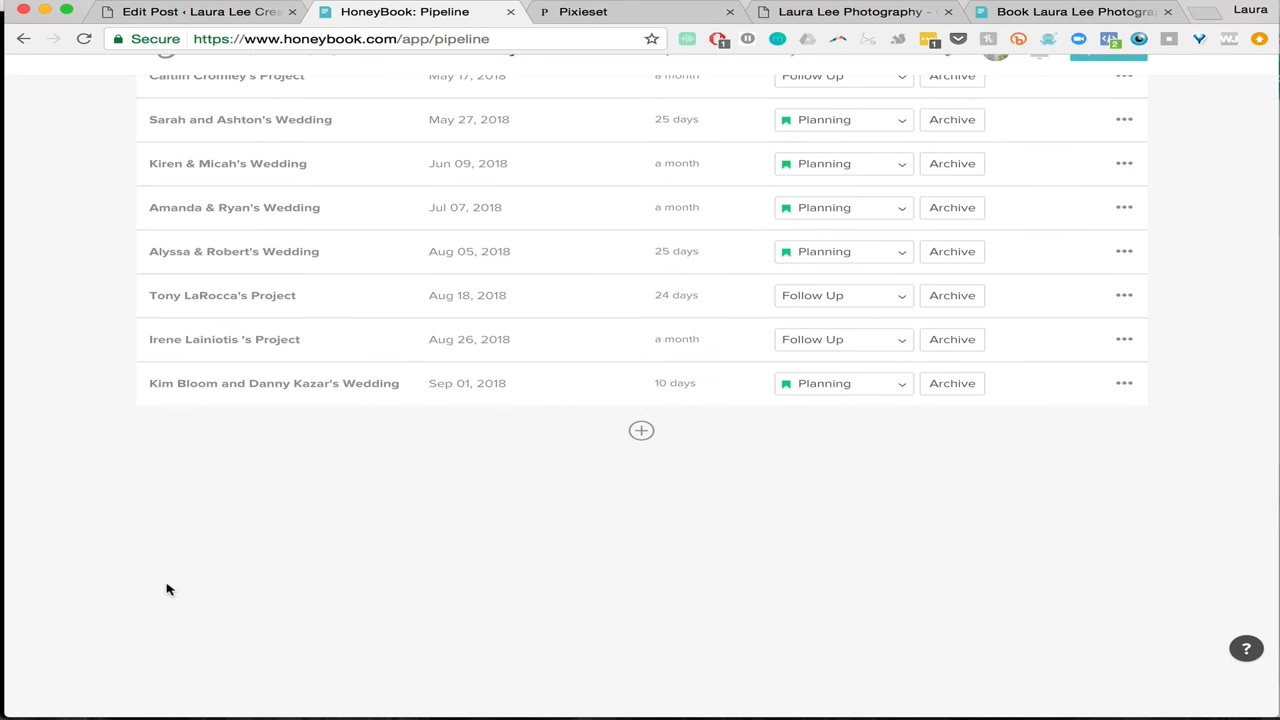 Edit Post ‹ Laura Lee Cre
HoneyBook: Pipeline
P Pixieset
Laura Lee Photography -
Book Laura Lee Photogra
Laura
Secure https://www.honeybook.com/app/pipeline
1
1
2
Caitlin Cromley's Project May 17, 2018 a month Follow Up Archive
Sarah and Ashton's Wedding May 27, 2018 25 days Planning Archive
Kiren & Micah's Wedding Jun 09, 2018 a month Planning Archive
Amanda & Ryan's Wedding Jul 07, 2018 a month Planning Archive
Alyssa & Robert's Wedding Aug 05, 2018 25 days Planning Archive
Tony LaRocca's Project Aug 18, 2018 24 days Follow Up Archive
Irene Lainiotis 's Project Aug 26, 2018 a month Follow Up Archive
Kim Bloom and Danny Kazar's Wedding Sep 01, 2018 10 days Planning Archive
?